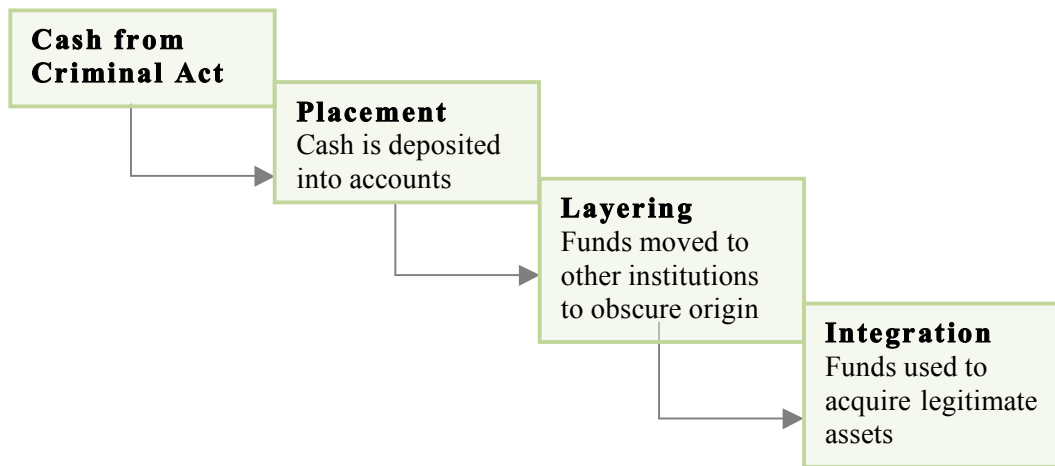 Cash from
Criminal Act
Placement
Cash is deposited
into accounts
Layering
Funds moved to
other institutions
to obscure origin
Integration
Funds used to
acquire legitimate
assets